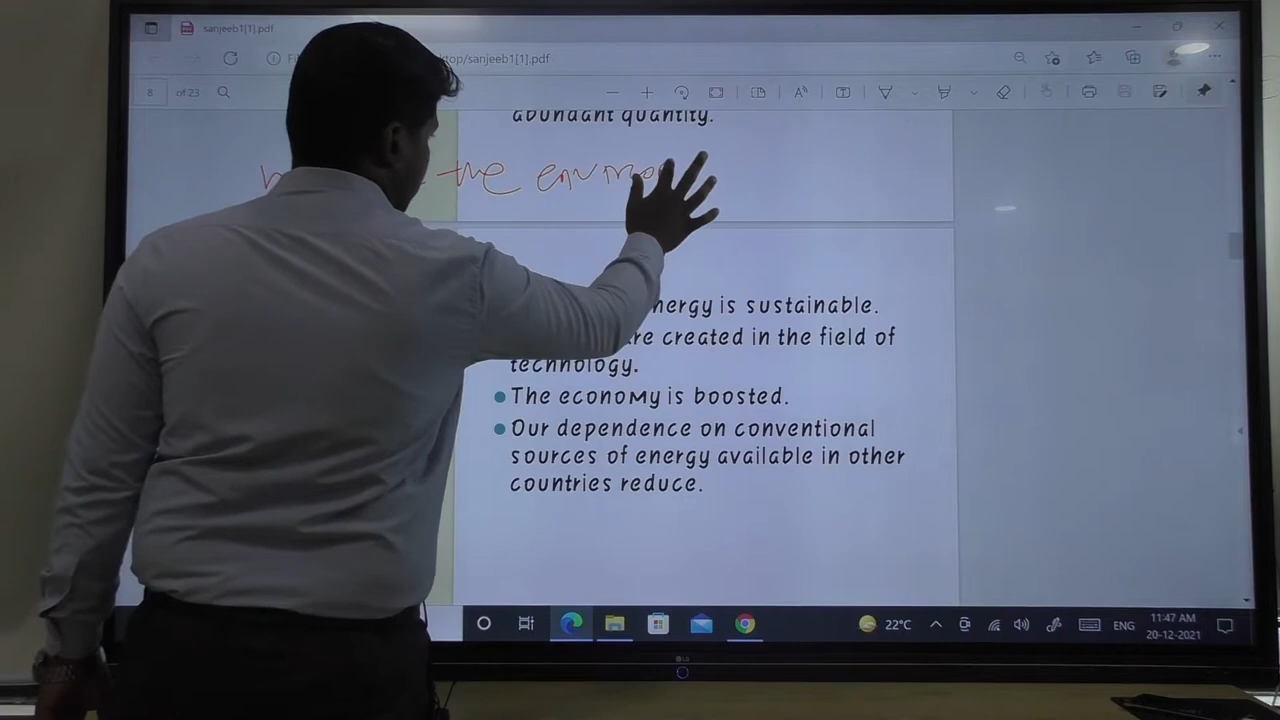 sanjeeb1[1].pdf
top/sanjeeb1[1].pdf
8 of 23
abundant quantity.
the
nergy is sustainable.
re created in the field of
technology.
The economy is boosted.
Our dependence on conventional
sources of energy available in other
countries reduce.
22°C
ENG
11:47 AM
20-12-2021
LG